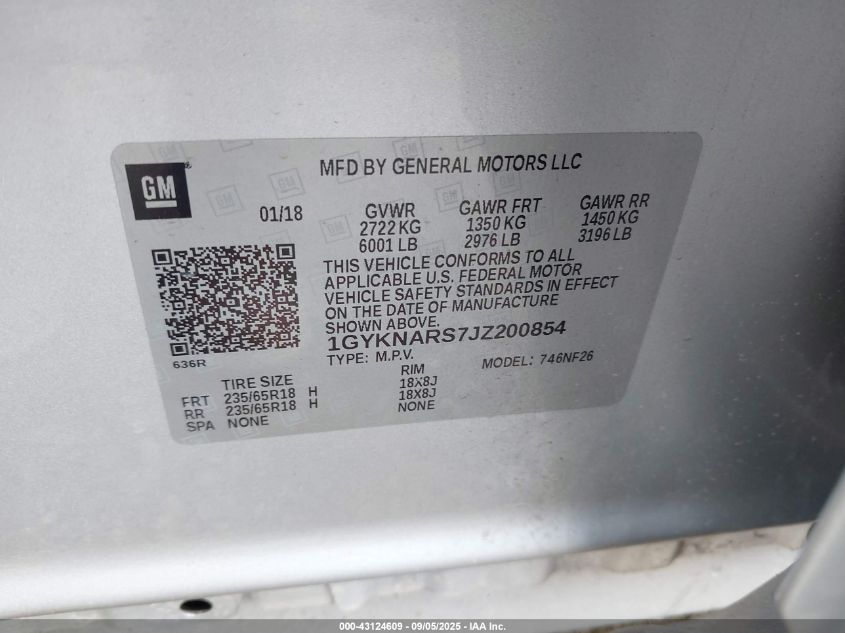 GM
MFD BY GENERAL MOTORS LLC
01/18
GVWR
2722 KG
6001 LB
GAWR FRT
1350 KG
2976 LB
GAWR RR
1450 KG
3196 LB
THIS VEHICLE CONFORMS TO ALL
APPLICABLE U.S. FEDERAL MOTOR
VEHICLE SAFETY STANDARDS IN EFFECT
ON THE DATE OF MANUFACTURE
SHOWN ABOVE.
1GYKNARS7JZ200854
TYPE: M.P.V. MODEL: 746NF26
636R
TIRE SIZE RIM
FRT 235/65R18 H 18X8J
RR 235/65R18 H 18X8J
SPA NONE NONE
000-43124609 - 09/05/2025 - IAA Inc.